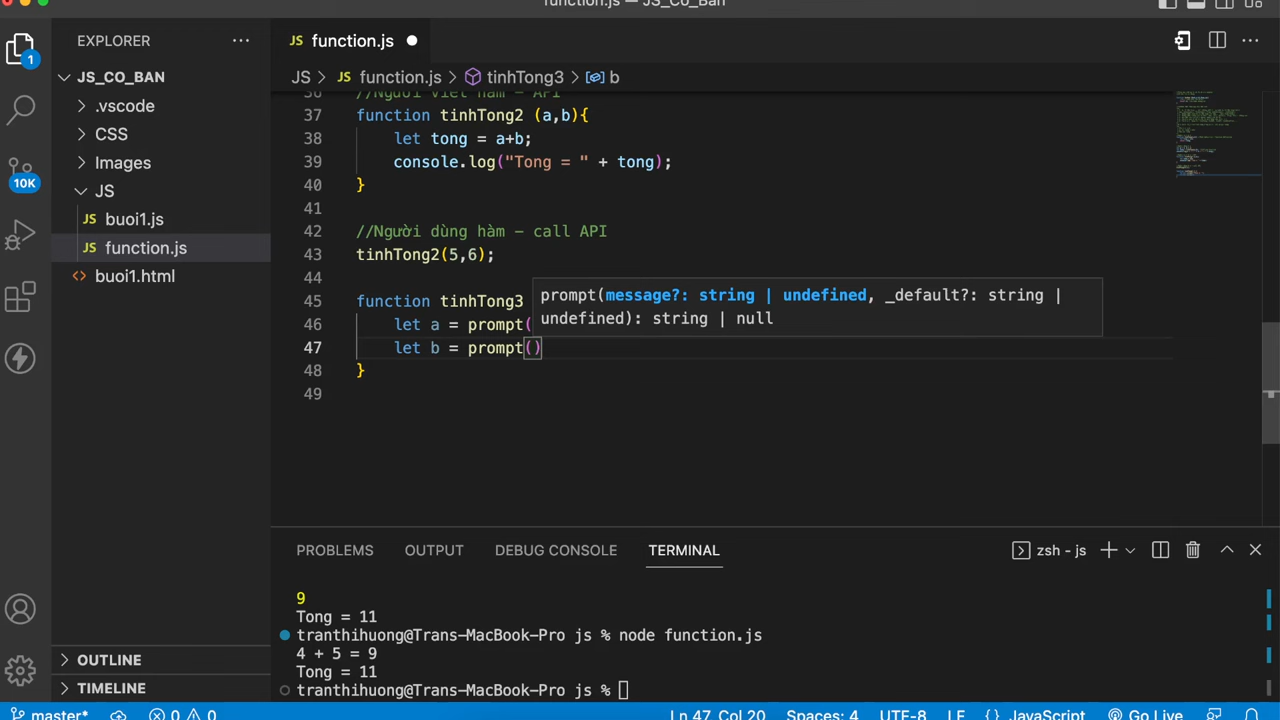 function.js — JS_Co_Ban
EXPLORER
function.js
JS_CO_BAN
.vscode
CSS
Images
JS
JS buoi1.js
JS function.js
buoi1.html
OUTLINE
TIMELINE
1
10K
JS > JS function.js > tinhTong3 > b
36 //Người viết hàm - API
37 function tinhTong2 (a,b){
38 let tong = a+b;
39 console.log("Tong = " + tong);
40 }
41
42 //Người dùng hàm - call API
43 tinhTong2(5,6);
44
45 function tinhTong3
46 let a = prompt(
47 let b = prompt()
48 }
49
prompt(message?: string | undefined, _default?: string |
undefined): string | null
PROBLEMS OUTPUT DEBUG CONSOLE TERMINAL
zsh - js
9
Tong = 11
tranthihuong@Trans-MacBook-Pro js % node function.js
4 + 5 = 9
Tong = 11
tranthihuong@Trans-MacBook-Pro js %
master* 0 0 Ln 47, Col 20 Spaces: 4 UTF-8 LF {} JavaScript Go Live